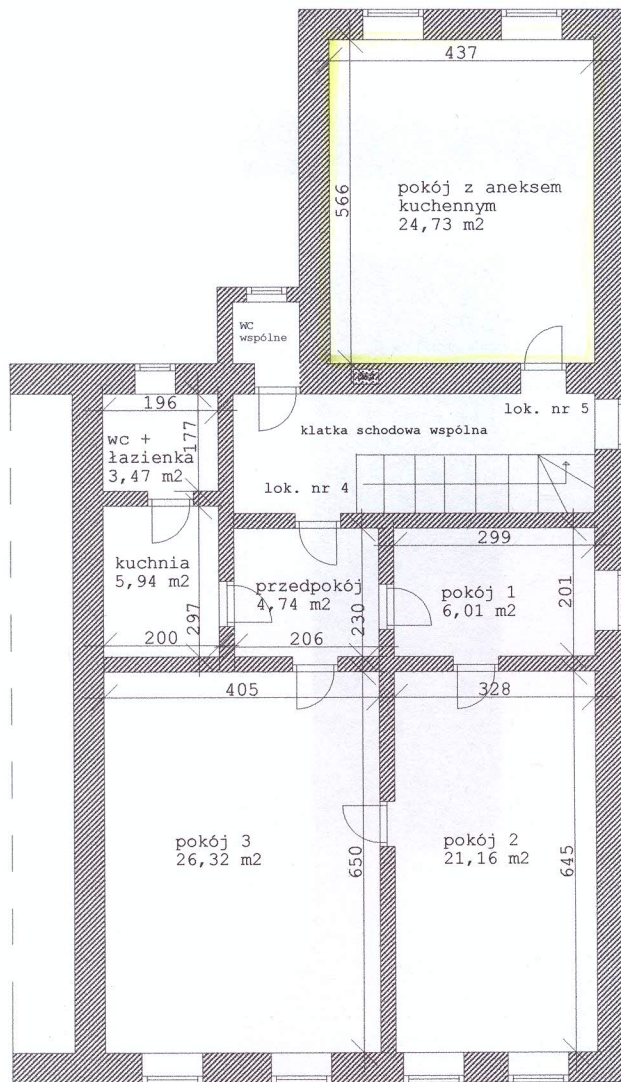 437
566
pokój z aneksem
kuchennym
24,73 m2
WC
wspólne
196
177
lok. nr 5
klatka schodowa wspólna
wc +
łazienka
3,47 m2
lok. nr 4
299
kuchnia
5,94 m2
przedpokój
4,74 m2
pokój 1
6,01 m2
201
297
230
200
206
405
328
pokój 3
26,32 m2
pokój 2
21,16 m2
650
645